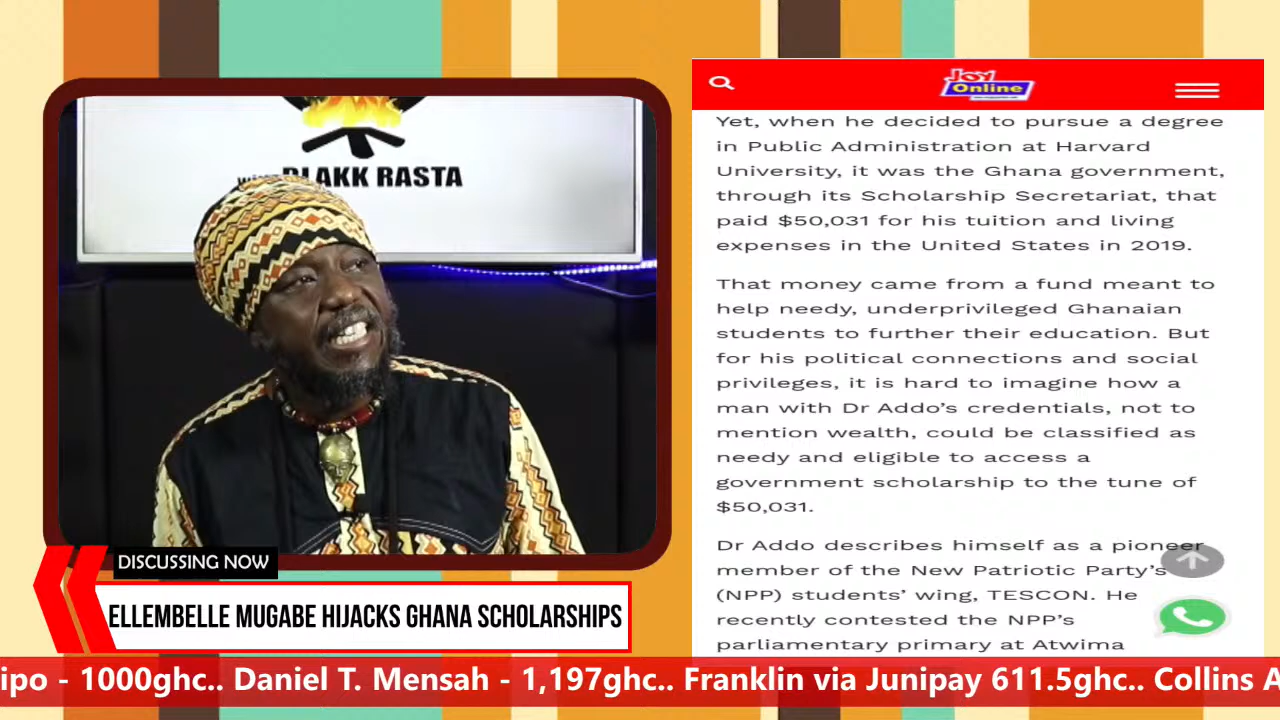 BLAKK RASTA
DISCUSSING NOW
ELLEMBELLE MUGABE HIJACKS GHANA SCHOLARSHIPS
Joy
Online
Yet, when he decided to pursue a degree
in Public Administration at Harvard
University, it was the Ghana government,
through its Scholarship Secretariat, that
paid $50,031 for his tuition and living
expenses in the United States in 2019.
That money came from a fund meant to
help needy, underprivileged Ghanaian
students to further their education. But
for his political connections and social
privileges, it is hard to imagine how a
man with Dr Addo’s credentials, not to
mention wealth, could be classified as
needy and eligible to access a
government scholarship to the tune of
$50,031.
Dr Addo describes himself as a pioneer
member of the New Patriotic Party’s
(NPP) students’ wing, TESCON. He
recently contested the NPP’s
parliamentary primary at Atwima
ipo - 1000ghc.. Daniel T. Mensah - 1,197ghc.. Franklin via Junipay 611.5ghc.. Collins A